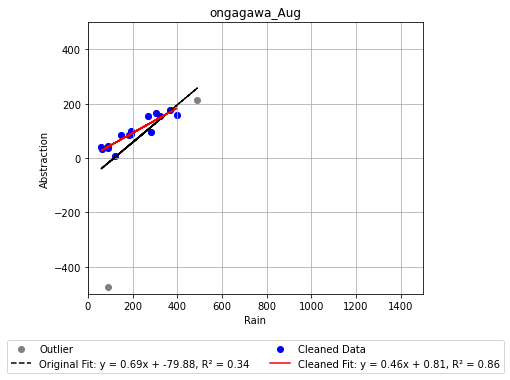 ongagawa_Aug
400
200
0
−200
−400
Abstraction
0 200 400 600 800 1000 1200 1400
Rain
Outlier Cleaned Data
Original Fit: y = 0.69x + -79.88, R² = 0.34 Cleaned Fit: y = 0.46x + 0.81, R² = 0.86